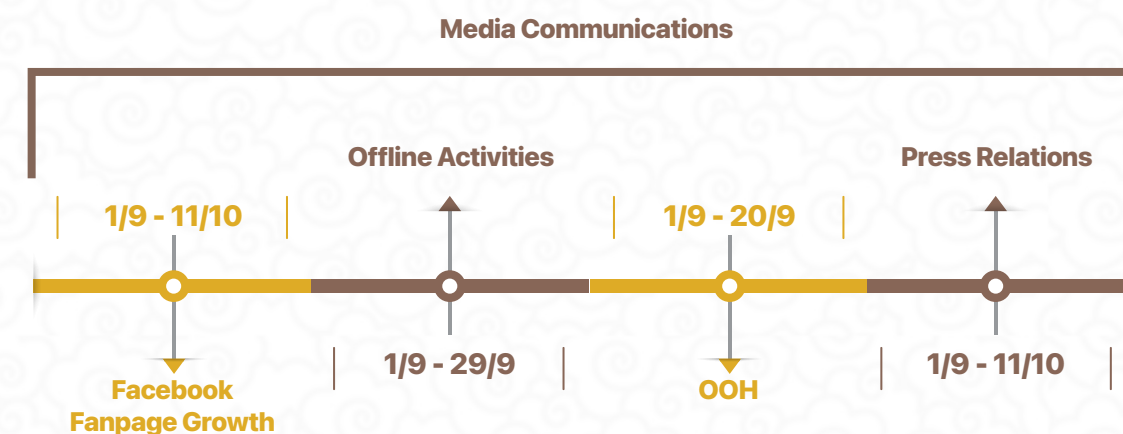 Media Communications
Offline Activities
Press Relations
1/9 - 11/10
1/9 - 20/9
1/9 - 29/9
1/9 - 11/10
Facebook
Fanpage Growth
OOH